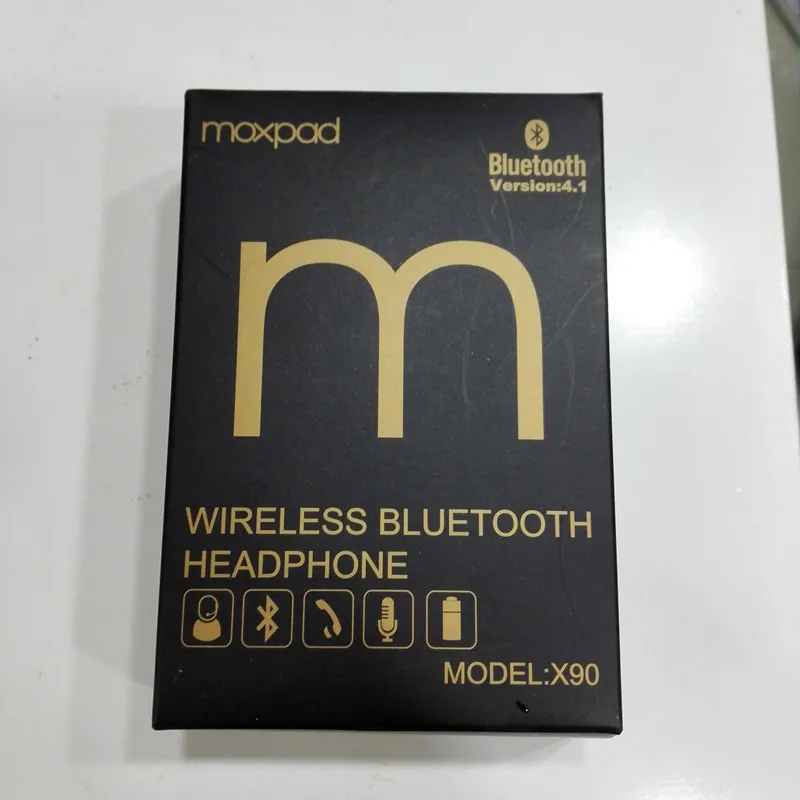 moxpad
Bluetooth
Version:4.1
m
WIRELESS BLUETOOTH
HEADPHONE
MODEL:X90